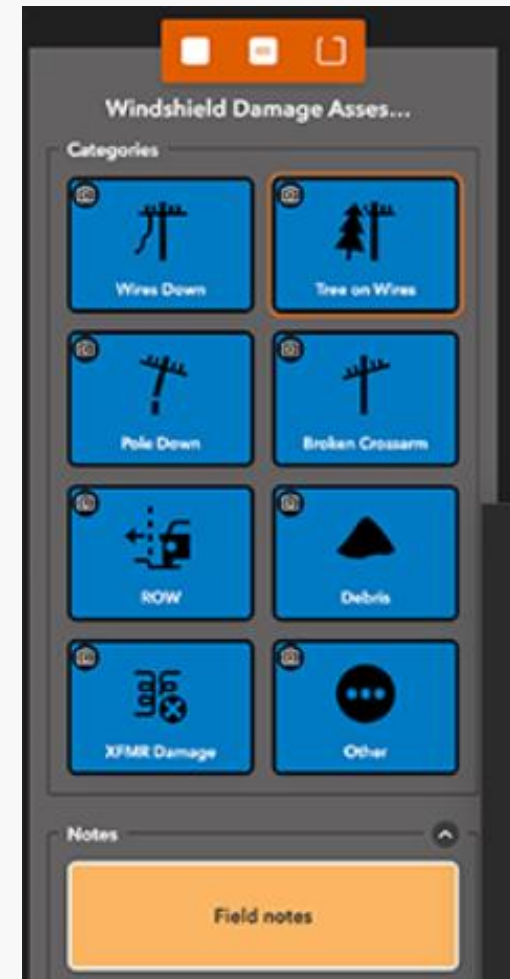 Windshield Damage Asses...
Categories
Wires Down
Tree on Wires
Pole Down
Broken Crossarm
ROW
Debris
XFMR Damage
Other
Notes
Field notes